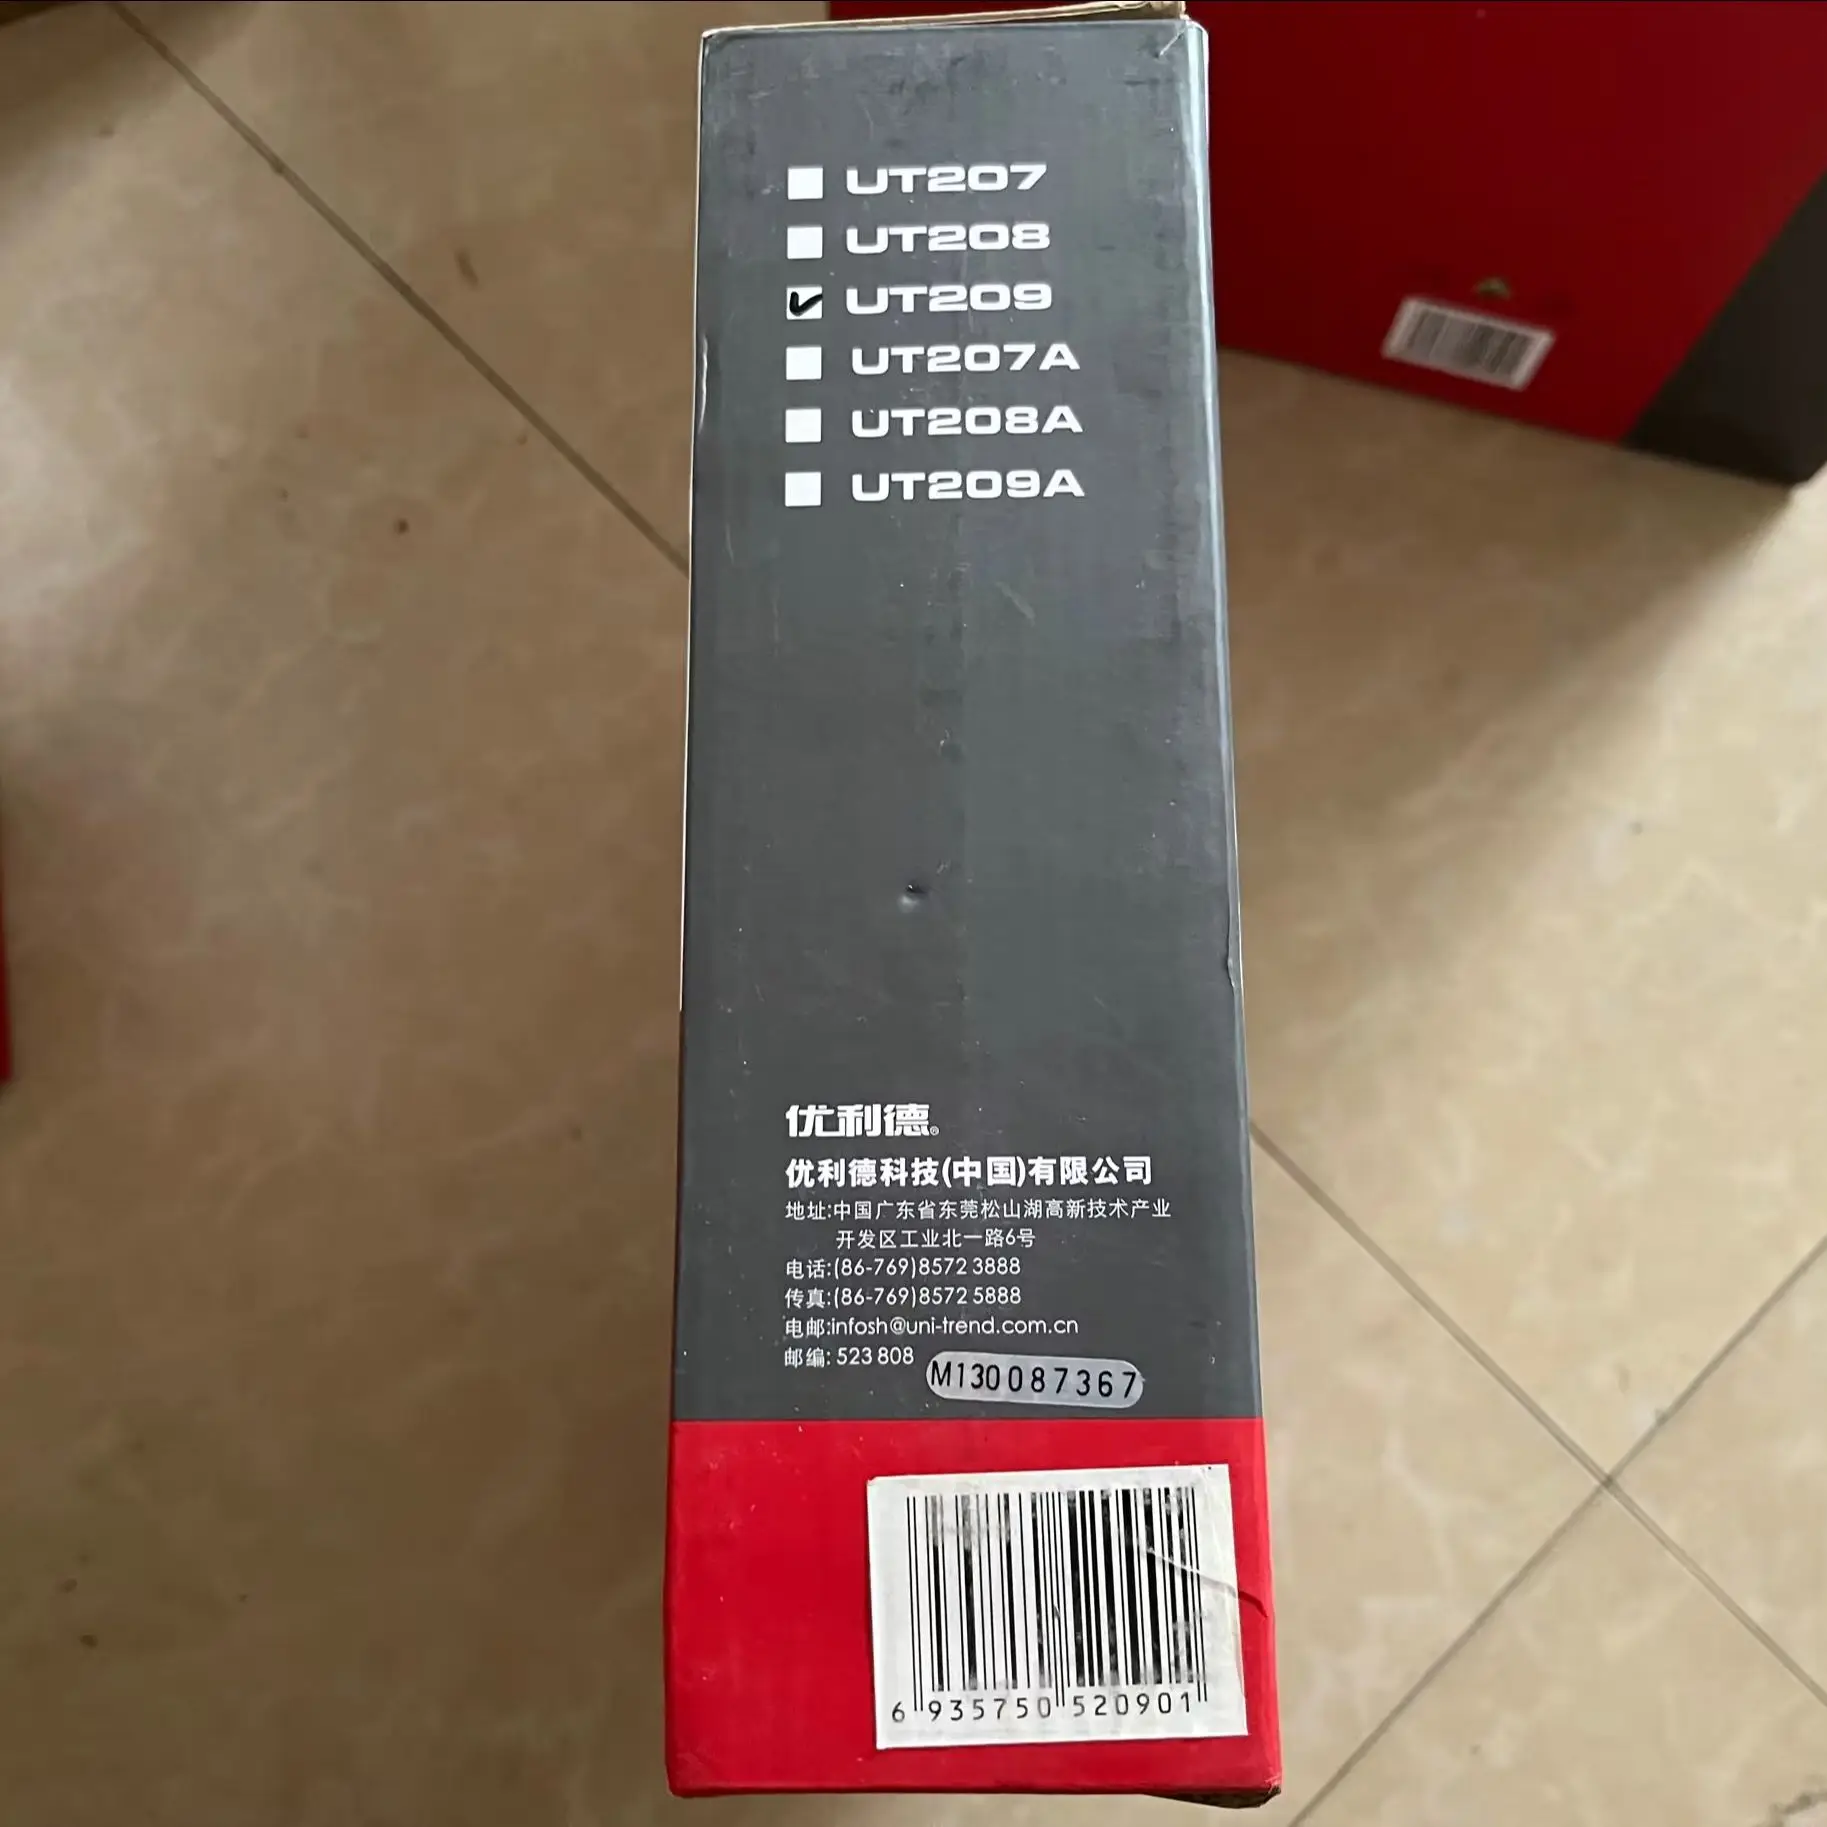 UT207
UT208
UT209
UT207A
UT208A
UT209A
优利德®
优利德科技(中国)有限公司
地址:中国广东省东莞松山湖高新技术产业
开发区工业北一路6号
电话:(86-769)8572 3888
传真:(86-769)8572 5888
电邮:infosh@uni-trend.com.cn
邮编: 523 808
M130087367
6 935750 520901